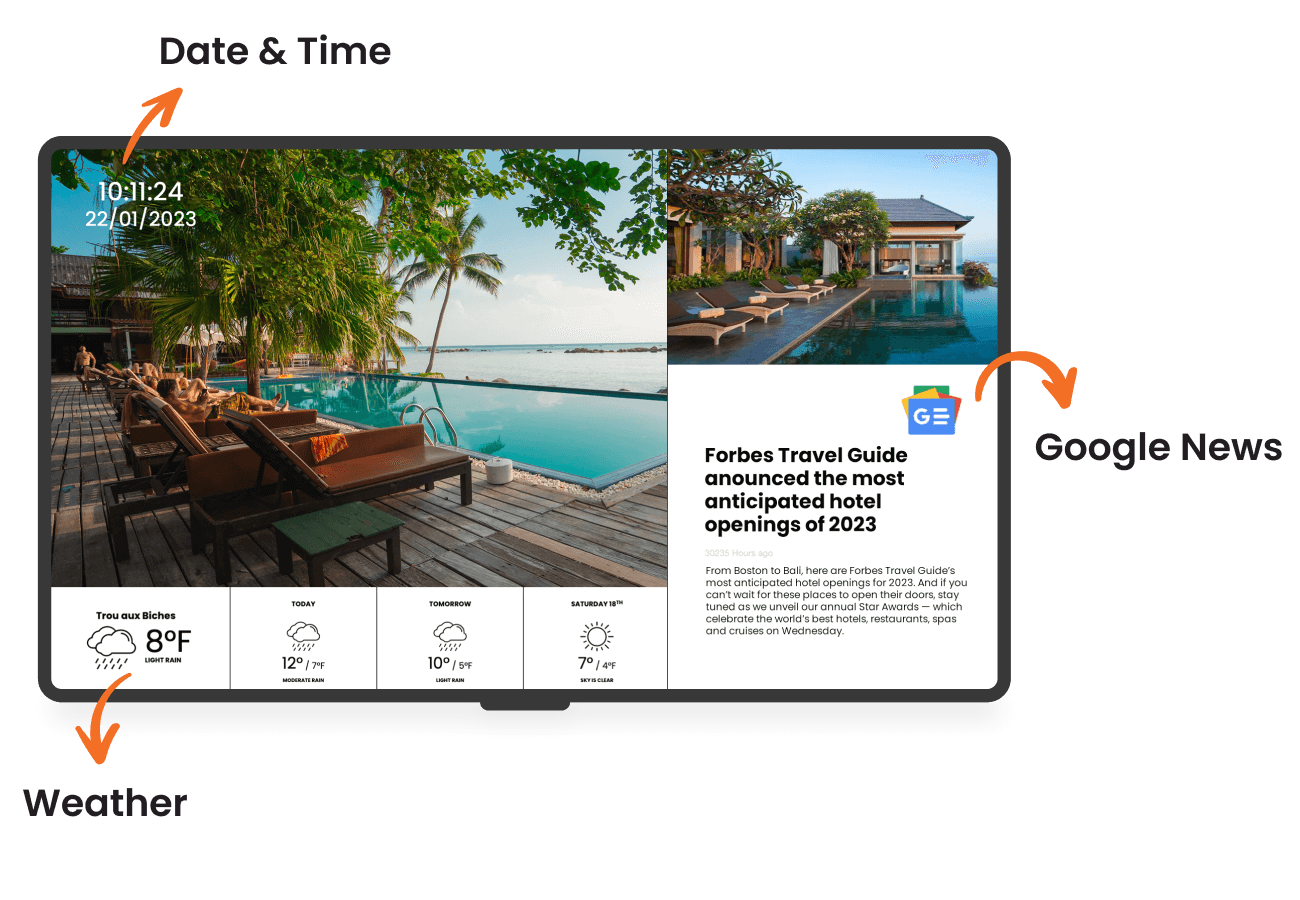 Date & Time
10:11:24
22/01/2023
GE
Google News
Forbes Travel Guide
anounced the most
anticipated hotel
openings of 2023
30235 Hours ago
From Boston to Bali, here are Forbes Travel Guide's
most anticipated hotel openings for 2023. And if you
can't wait for these places to open their doors, stay
tuned as we unveil our annual Star Awards — which
celebrate the world's best hotels, restaurants, spas
and cruises on Wednesday.
Trou aux Biches
8ºF
LIGHT RAIN
TODAY
12º / 7ºF
MODERATE RAIN
TOMORROW
10º / 5ºF
LIGHT RAIN
SATURDAY 18TH
7º / 4ºF
SKY IS CLEAR
Weather